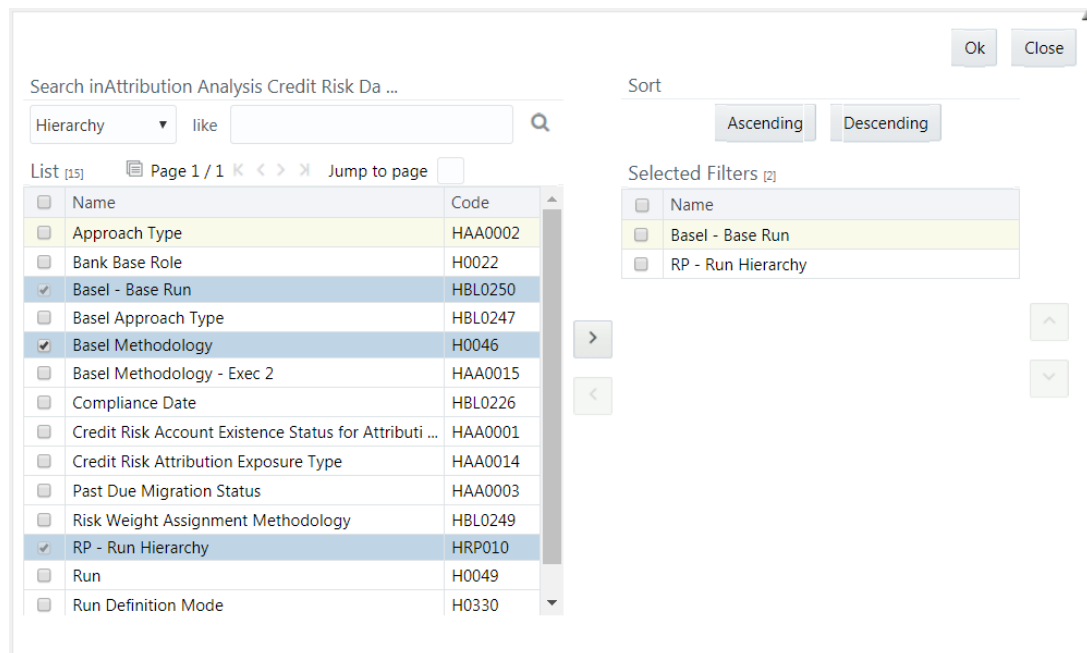 Ok Close
Search inAttribution Analysis Credit Risk Da ...
Hierarchy like
List [15] Page 1 / 1 Jump to page
Name Code
Approach Type HAA0002
Bank Base Role H0022
Basel - Base Run HBL0250
Basel Approach Type HBL0247
Basel Methodology H0046
Basel Methodology - Exec 2 HAA0015
Compliance Date HBL0226
Credit Risk Account Existence Status for Attributi ... HAA0001
Credit Risk Attribution Exposure Type HAA0014
Past Due Migration Status HAA0003
Risk Weight Assignment Methodology HBL0249
RP - Run Hierarchy HRP010
Run H0049
Run Definition Mode H0330
Sort
Ascending Descending
Selected Filters [2]
Name
Basel - Base Run
RP - Run Hierarchy